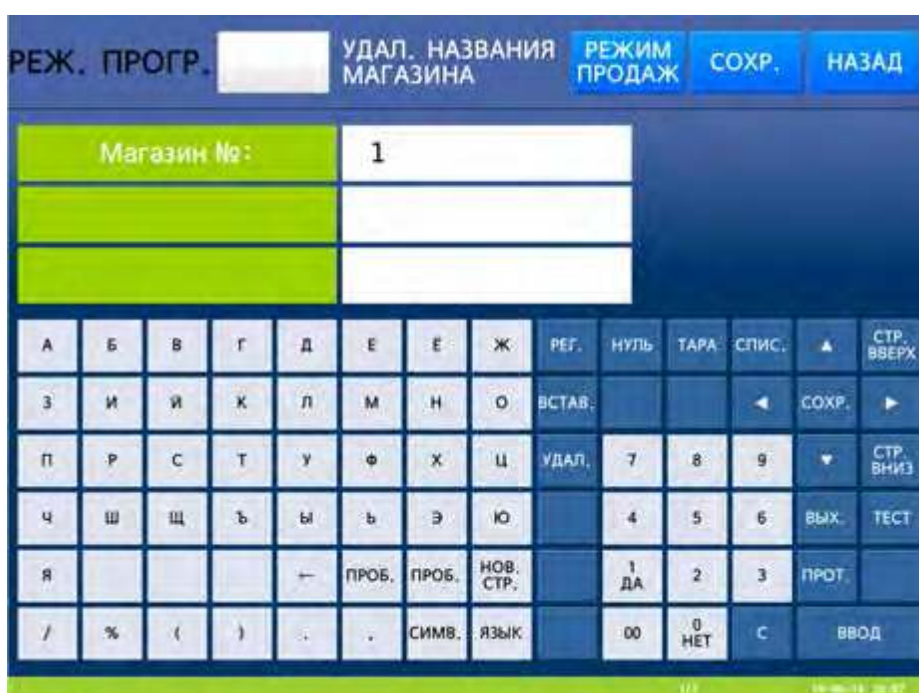 РЕЖ. ПРОГР.
УДАЛ. НАЗВАНИЯ
МАГАЗИНА
РЕЖИМ
ПРОДАЖ
СОХР.
НАЗАД
Магазин №: 1
А Б В Г Д Е Ё Ж РЕГ. НУЛЬ ТАРА СПИС. ▲ СТР. ВВЕРХ
З И Й К Л М Н О ВСТАВ. ◄ СОХР. ►
П Р С Т У Ф Х Ц УДАЛ. 7 8 9 ▼ СТР. ВНИЗ
Ч Ш Щ Ъ Ы Ь Э Ю 4 5 6 ВЫХ. ТЕСТ
Я ← ПРОБ. ПРОБ. НОВ. СТР. 1 ДА 2 3 ПРОТ.
/ % ( ) . . СИМВ. ЯЗЫК 00 0 НЕТ С ВВОД
1/1